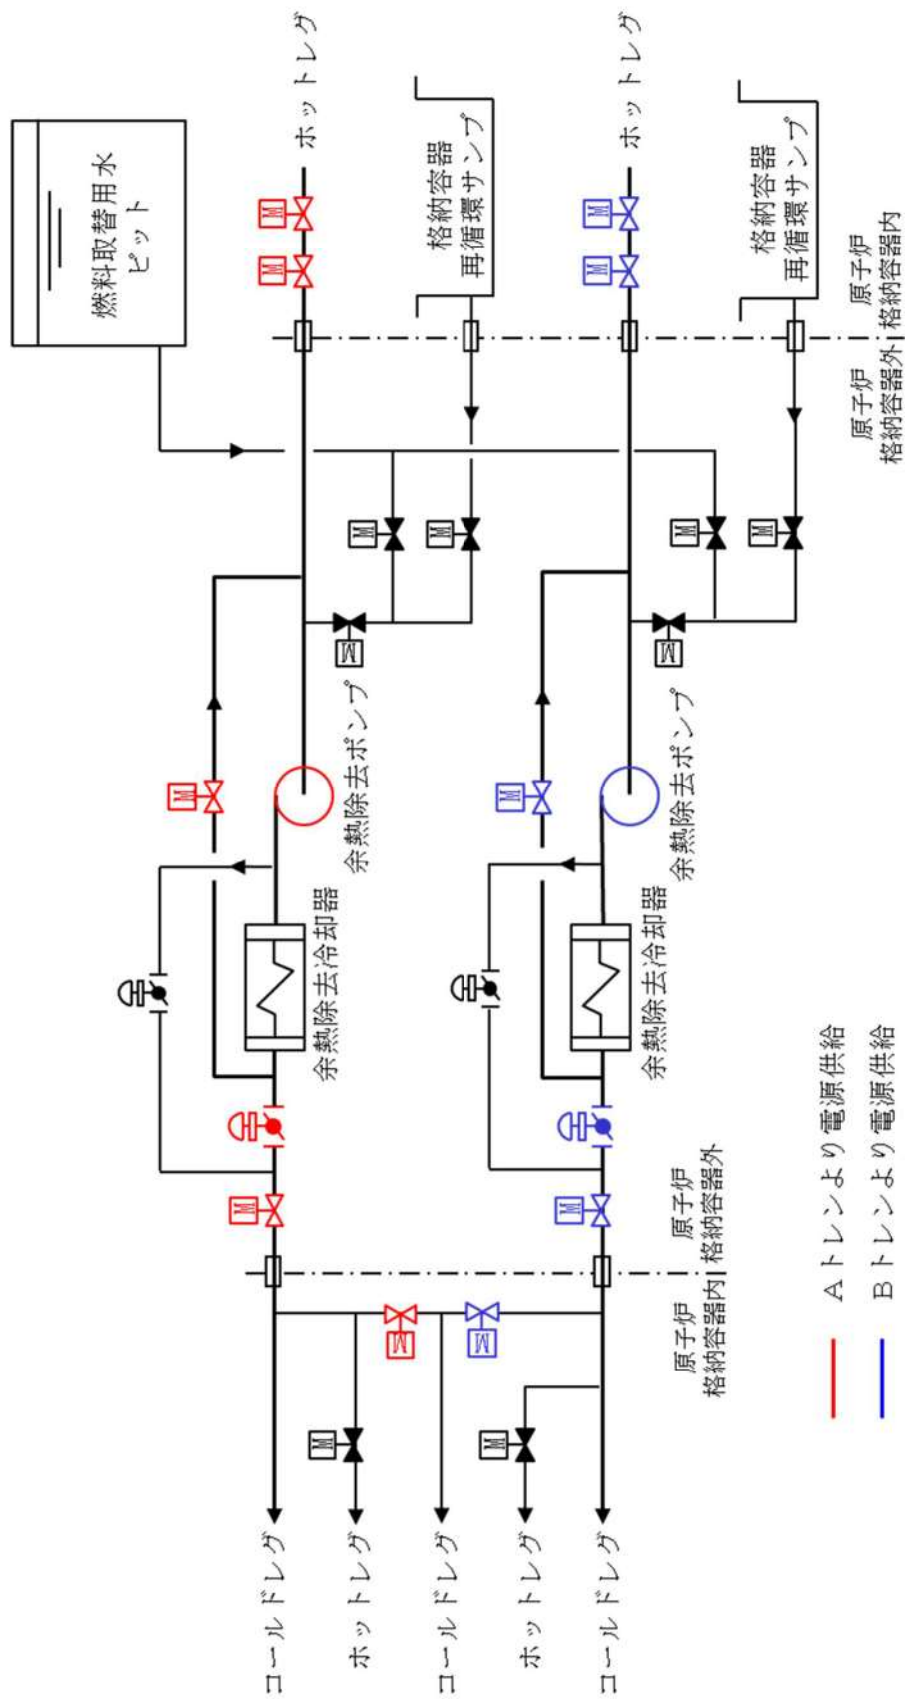 燃料取替用水
ピット
ホットレグ
格納容器
再循環サンプ
ホットレグ
格納容器
再循環サンプ
原子炉
格納容器内
原子炉
格納容器外
M
M
M
M
M
M
M
M
M
M
M
M
余熱除去ポンプ
余熱除去ポンプ
余熱除去冷却器
余熱除去冷却器
M
M
原子炉
格納容器外
原子炉
格納容器内
M
M
M
M
コールドレグ
ホットレグ
コールドレグ
ホットレグ
コールドレグ
Aトレンより電源供給
Bトレンより電源供給